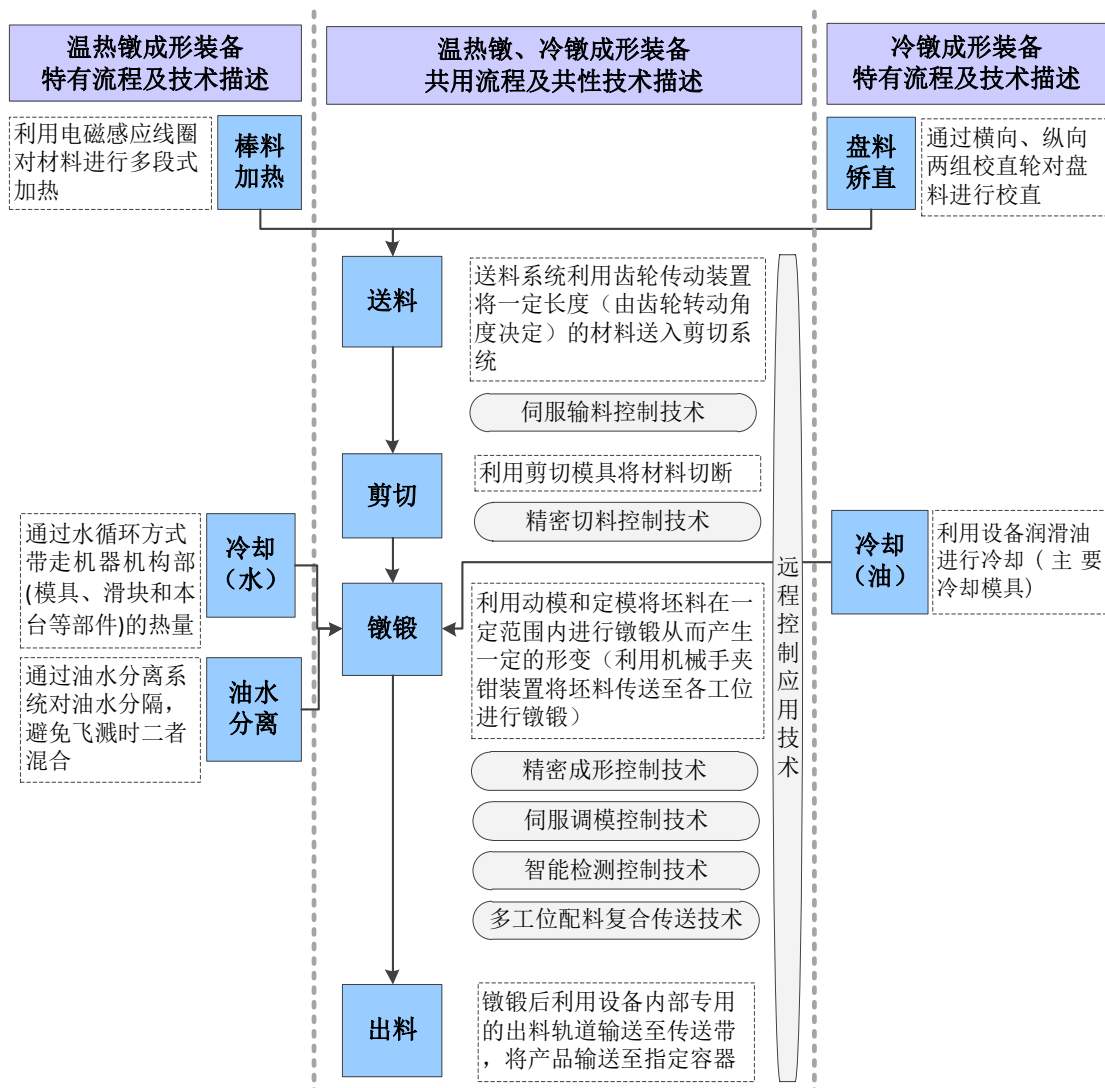 温热镦成形装备
特有流程及技术描述
温热镦、冷镦成形装备
共用流程及共性技术描述
冷镦成形装备
特有流程及技术描述
利用电磁感应线圈
对材料进行多段式
加热
棒料
加热
盘料
矫直
通过横向、纵向
两组校直轮对盘
料进行校直
送料
送料系统利用齿轮传动装置
将一定长度（由齿轮转动角
度决定）的材料送入剪切系
统
伺服输料控制技术
剪切
利用剪切模具将材料切断
精密切料控制技术
通过水循环方式
带走机器机构部
(模具、滑块和本
台等部件)的热量
冷却
（水）
通过油水分离系
统对油水分隔，
避免飞溅时二者
混合
油水
分离
镦锻
利用动模和定模将坯料在一
定范围内进行镦锻从而产生
一定的形变（利用机械手夹
钳装置将坯料传送至各工位
进行镦锻）
冷却
（油）
利用设备润滑油
进行冷却（主 要
冷却模具）
精密成形控制技术
伺服调模控制技术
智能检测控制技术
多工位配料复合传送技术
远程控制应用技术
出料
镦锻后利用设备内部专用
的出料轨道输送至传送带
，将产品输送至指定容器